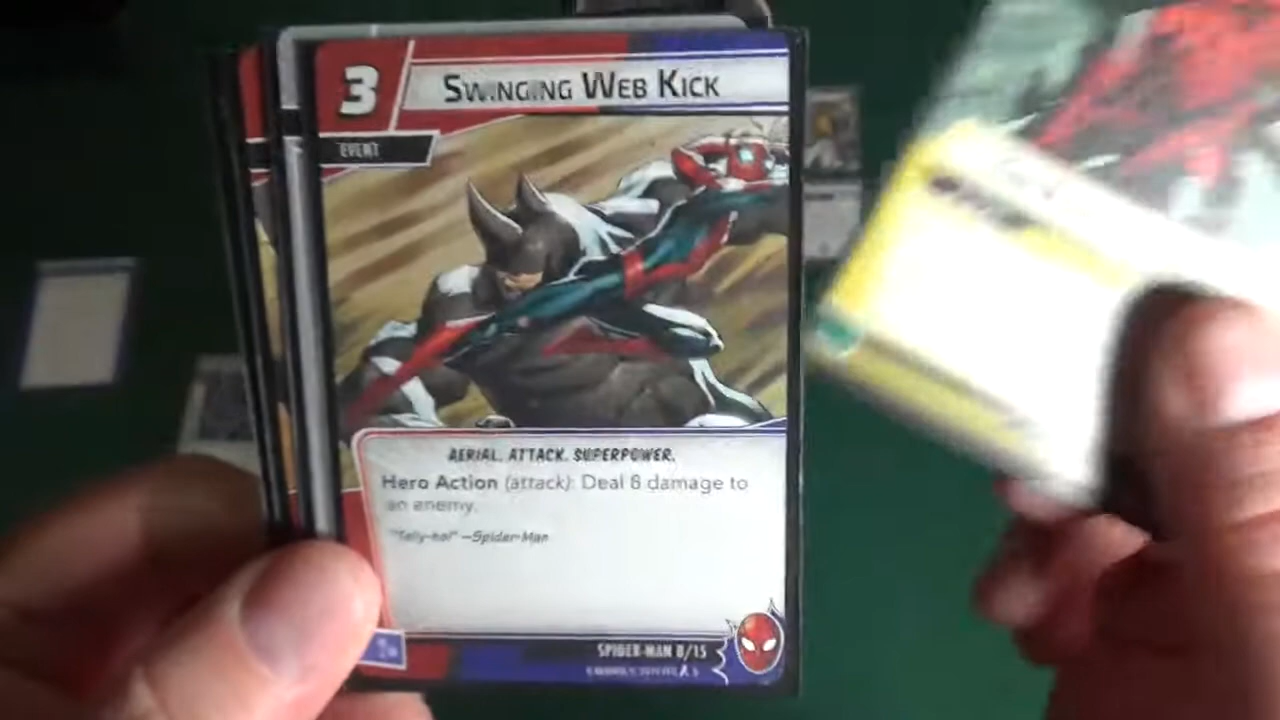 3
SWINGING WEB KICK
EVENT
AERIAL. ATTACK. SUPERPOWER.
Hero Action (attack): Deal 8 damage to
an enemy.
"Tally-ho!" —Spider-Man
SPIDER-MAN 8/15